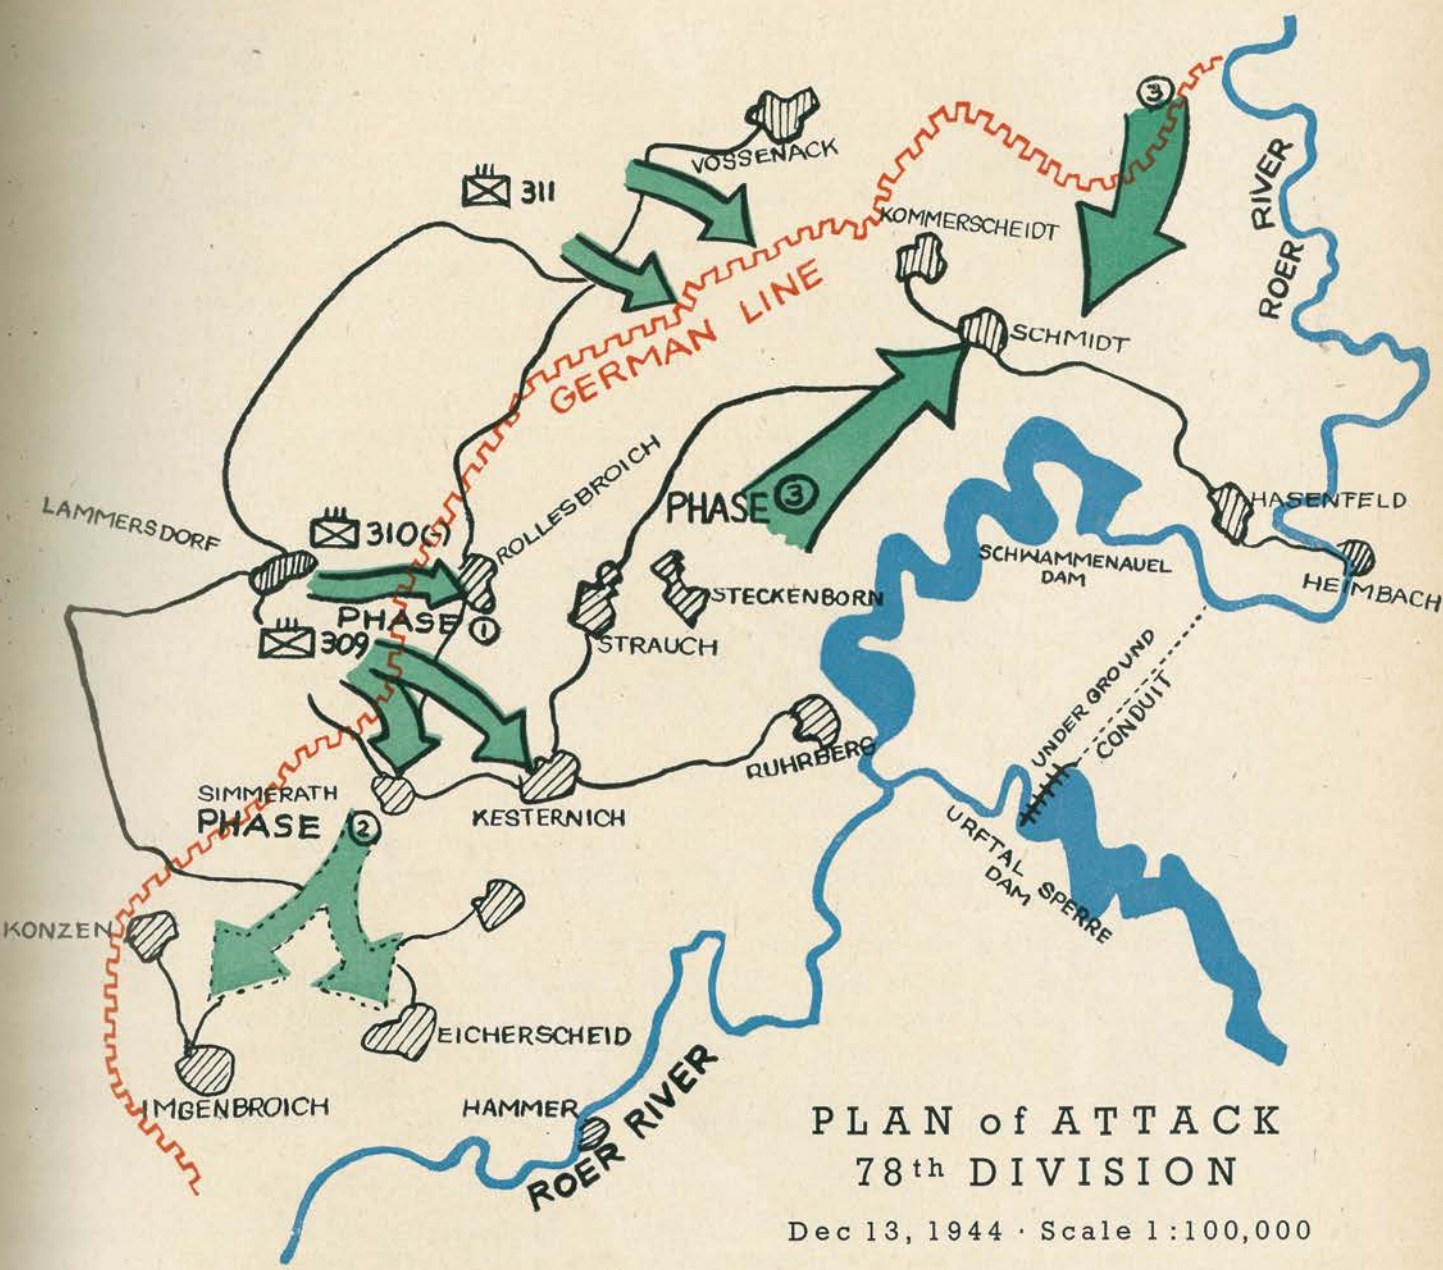 3
VOSSENACK
311
RIVER
ROER
KOMMERSCHEIDT
GERMAN LINE
SCHMIDT
ROLLESBROICH
PHASE 3
HASENFELD
LAMMERSDORF
310(-)
SCHWAMMENAUEL
DAM
HEIMBACH
STECKENBORN
PHASE 1
309
STRAUCH
UNDER GROUND
CONDUIT
RUHRBERG
SIMMERATH
PHASE 2
KESTERNICH
URFTAL SPERRE
DAM
KONZEN
EICHERSCHEID
IMGENBROICH
HAMMER
ROER RIVER
PLAN of ATTACK
78th DIVISION
Dec 13, 1944 · Scale 1:100,000